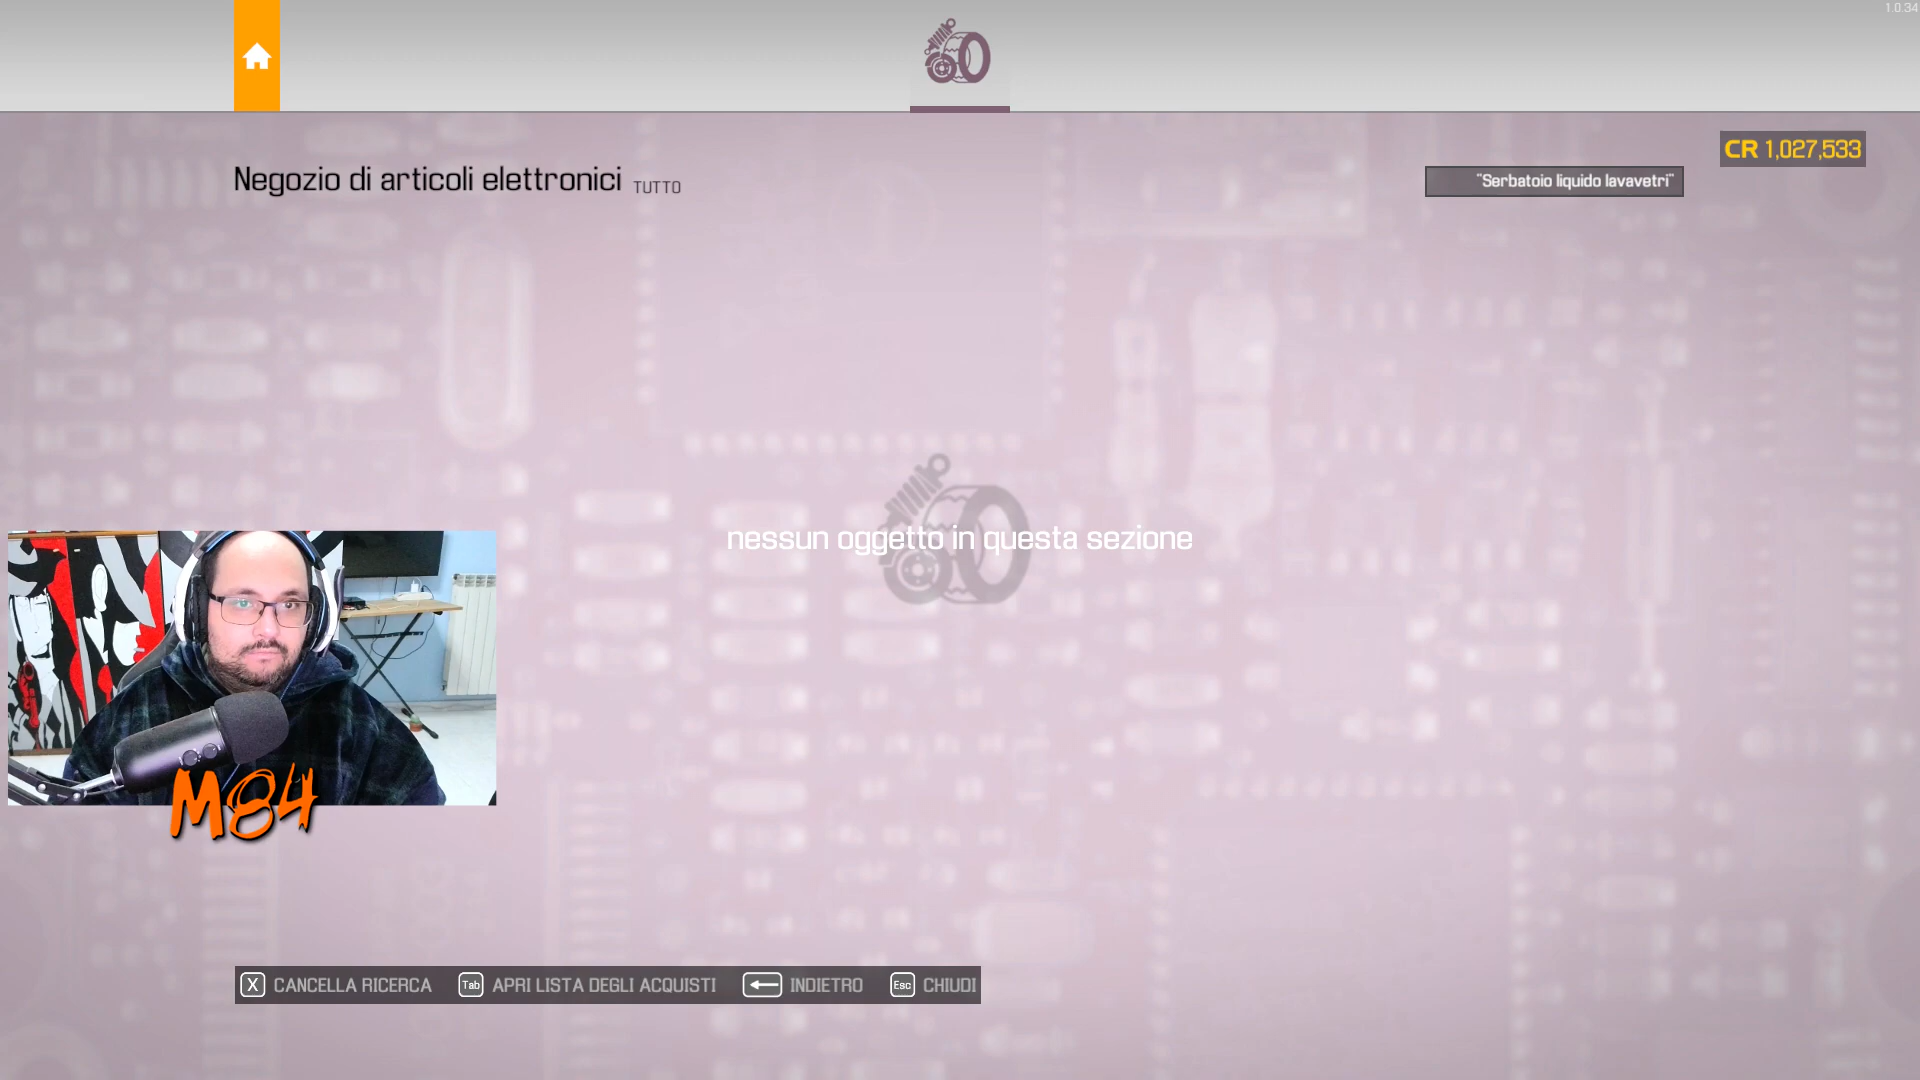 1.0.34
CR 1,027,533
Negozio di articoli elettronici TUTTO
"Serbatoio liquido lavavetri"
nessun oggetto in questa sezione
M84
X CANCELLA RICERCA Tab APRI LISTA DEGLI ACQUISTI INDIETRO Esc CHIUDI